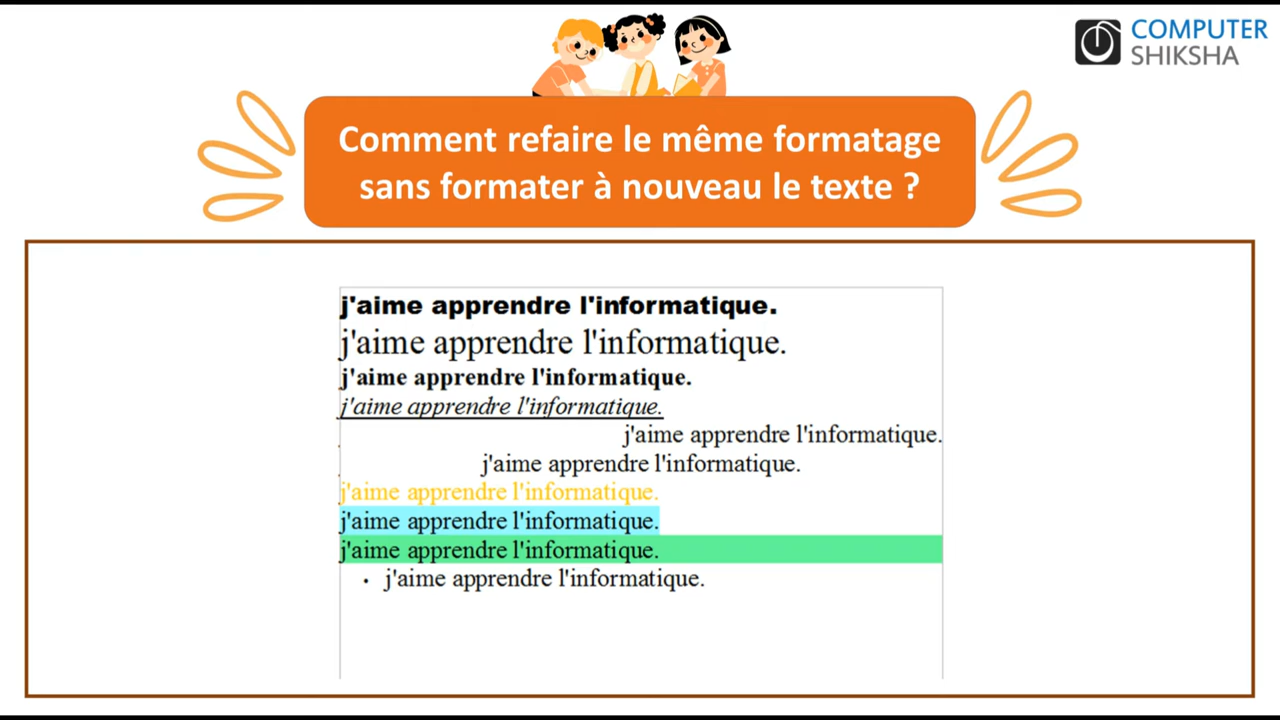 COMPUTER
SHIKSHA
Comment refaire le même formatage
sans formater à nouveau le texte ?
j'aime apprendre l'informatique.
j'aime apprendre l'informatique.
j'aime apprendre l'informatique.
j'aime apprendre l'informatique.
j'aime apprendre l'informatique.
j'aime apprendre l'informatique.
j'aime apprendre l'informatique.
j'aime apprendre l'informatique.
j'aime apprendre l'informatique.
• j'aime apprendre l'informatique.